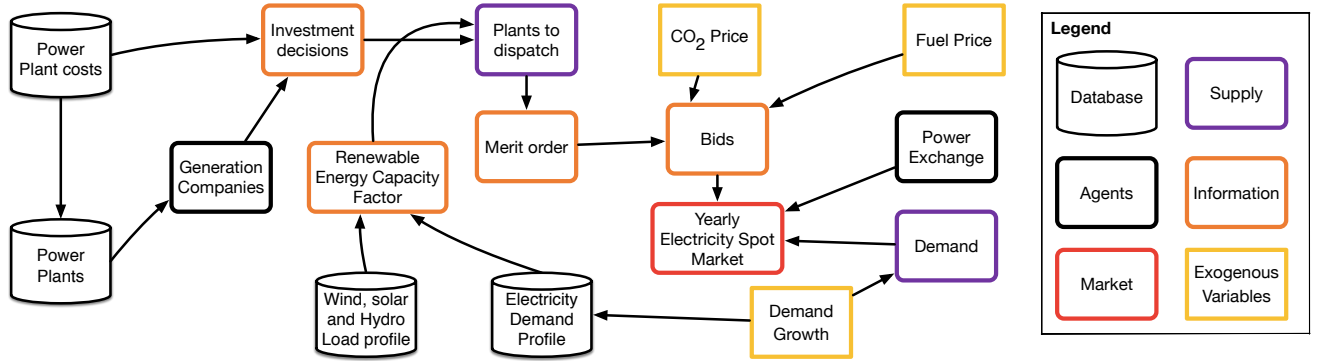 Power
Plant costs
Investment
decisions
Plants to
dispatch
CO2 Price
Fuel Price
Generation
Companies
Renewable
Energy Capacity
Factor
Merit order
Bids
Power
Exchange
Power
Plants
Yearly
Electricity Spot
Market
Demand
Wind, solar
and Hydro
Load profile
Electricity
Demand
Profile
Demand
Growth
Legend
Database
Supply
Agents
Information
Market
Exogenous
Variables